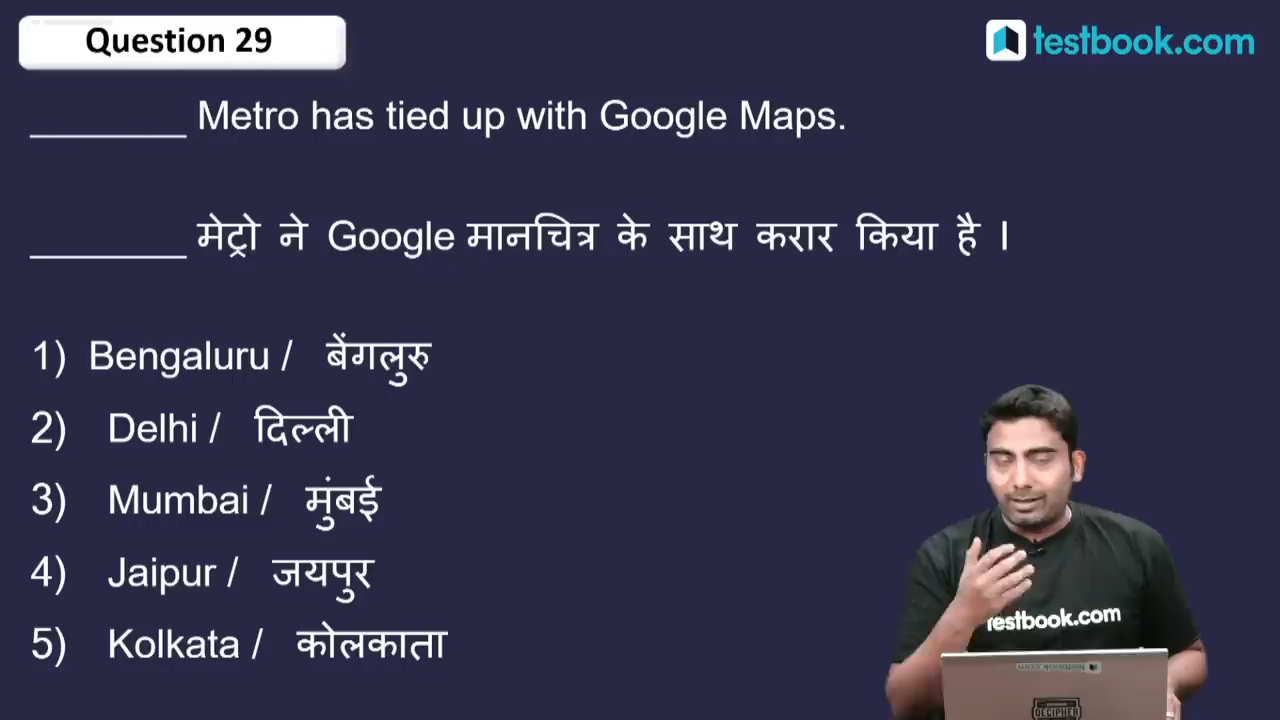 Question 29
testbook.com
________ Metro has tied up with Google Maps.
________ मेट्रो ने Google मानचित्र के साथ करार किया है I
1) Bengaluru / बेंगलुरु
2) Delhi / दिल्ली
3) Mumbai / मुंबई
4) Jaipur / जयपुर
5) Kolkata / कोलकाता
testbook.com
DECIPHER